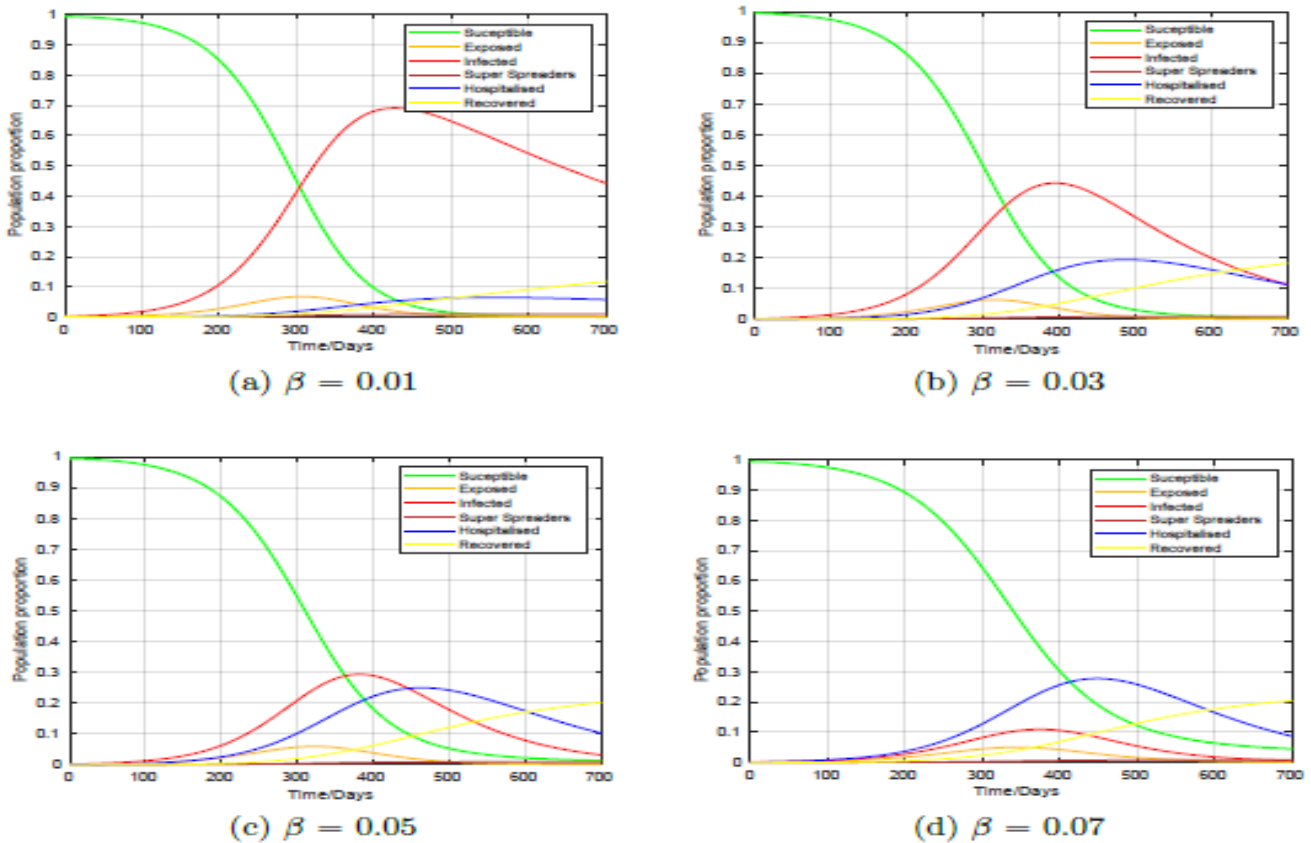 1
0.9
0.8
0.7
0.6
0.5
0.4
0.3
0.2
0.1
0
Population proportion
Suceptible
Exposed
Infected
Super Spreaders
Hospitalised
Recovered
0 100 200 300 400 500 600 700
Time/Days
(a) β = 0.01
1
0.9
0.8
0.7
0.6
0.5
0.4
0.3
0.2
0.1
0
Population proportion
Suceptible
Exposed
Infected
Super Spreaders
Hospitalised
Recovered
0 100 200 300 400 500 600 700
Time/Days
(b) β = 0.03
1
0.9
0.8
0.7
0.6
0.5
0.4
0.3
0.2
0.1
0
Population proportion
Suceptible
Exposed
Infected
Super Spreaders
Hospitalised
Recovered
0 100 200 300 400 500 600 700
Time/Days
(c) β = 0.05
1
0.9
0.8
0.7
0.6
0.5
0.4
0.3
0.2
0.1
0
Population proportion
Suceptible
Exposed
Infected
Super Spreaders
Hospitalised
Recovered
0 100 200 300 400 500 600 700
Time/Days
(d) β = 0.07